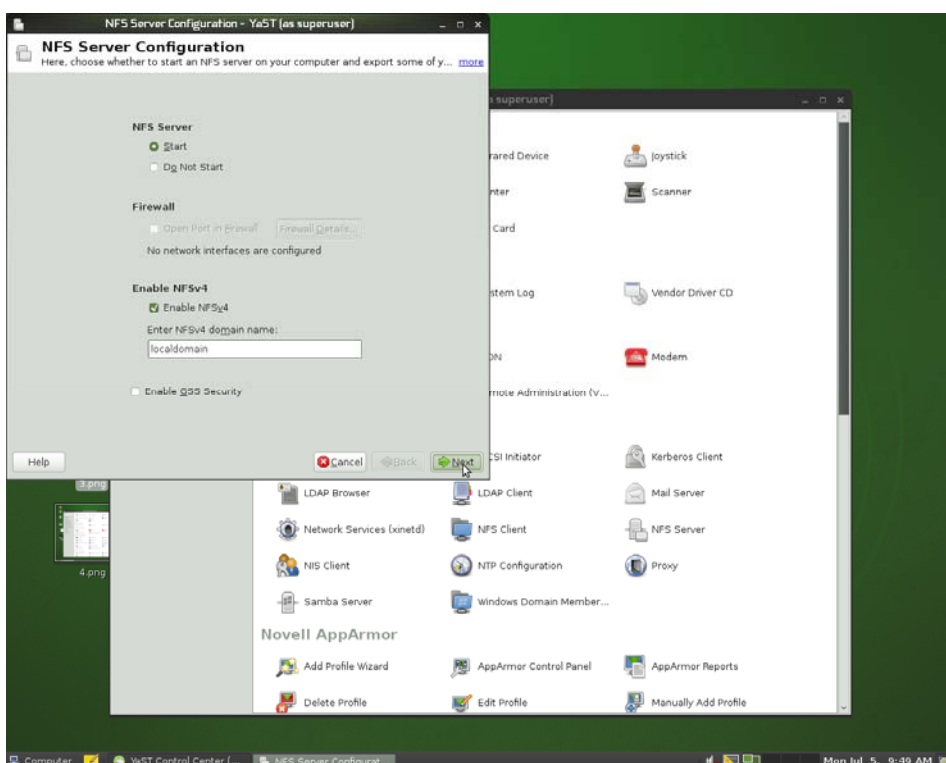 NFS Server Configuration - YaST (as superuser)
NFS Server Configuration
Here, choose whether to start an NFS server on your computer and export some of y... more
NFS Server
Start
Do Not Start
Firewall
Open Port in Firewall Firewall Details...
No network interfaces are configured
Enable NFSv4
Enable NFSv4
Enter NFSv4 domain name:
localdomain
Enable GSS Security
Help Cancel Back Next
s superuser)
rared Device Joystick
nter Scanner
Card
stem Log Vendor Driver CD
DN Modem
mote Administration (V...
CSI Initiator Kerberos Client
LDAP Browser LDAP Client Mail Server
Network Services (xinetd) NFS Client NFS Server
NIS Client NTP Configuration Proxy
Samba Server Windows Domain Member...
Novell AppArmor
Add Profile Wizard AppArmor Control Panel AppArmor Reports
Delete Profile Edit Profile Manually Add Profile
3.png
4.png
Computer YaST Control Center (... NFS Server Configurat...
Mon Jul 5, 9:49 AM